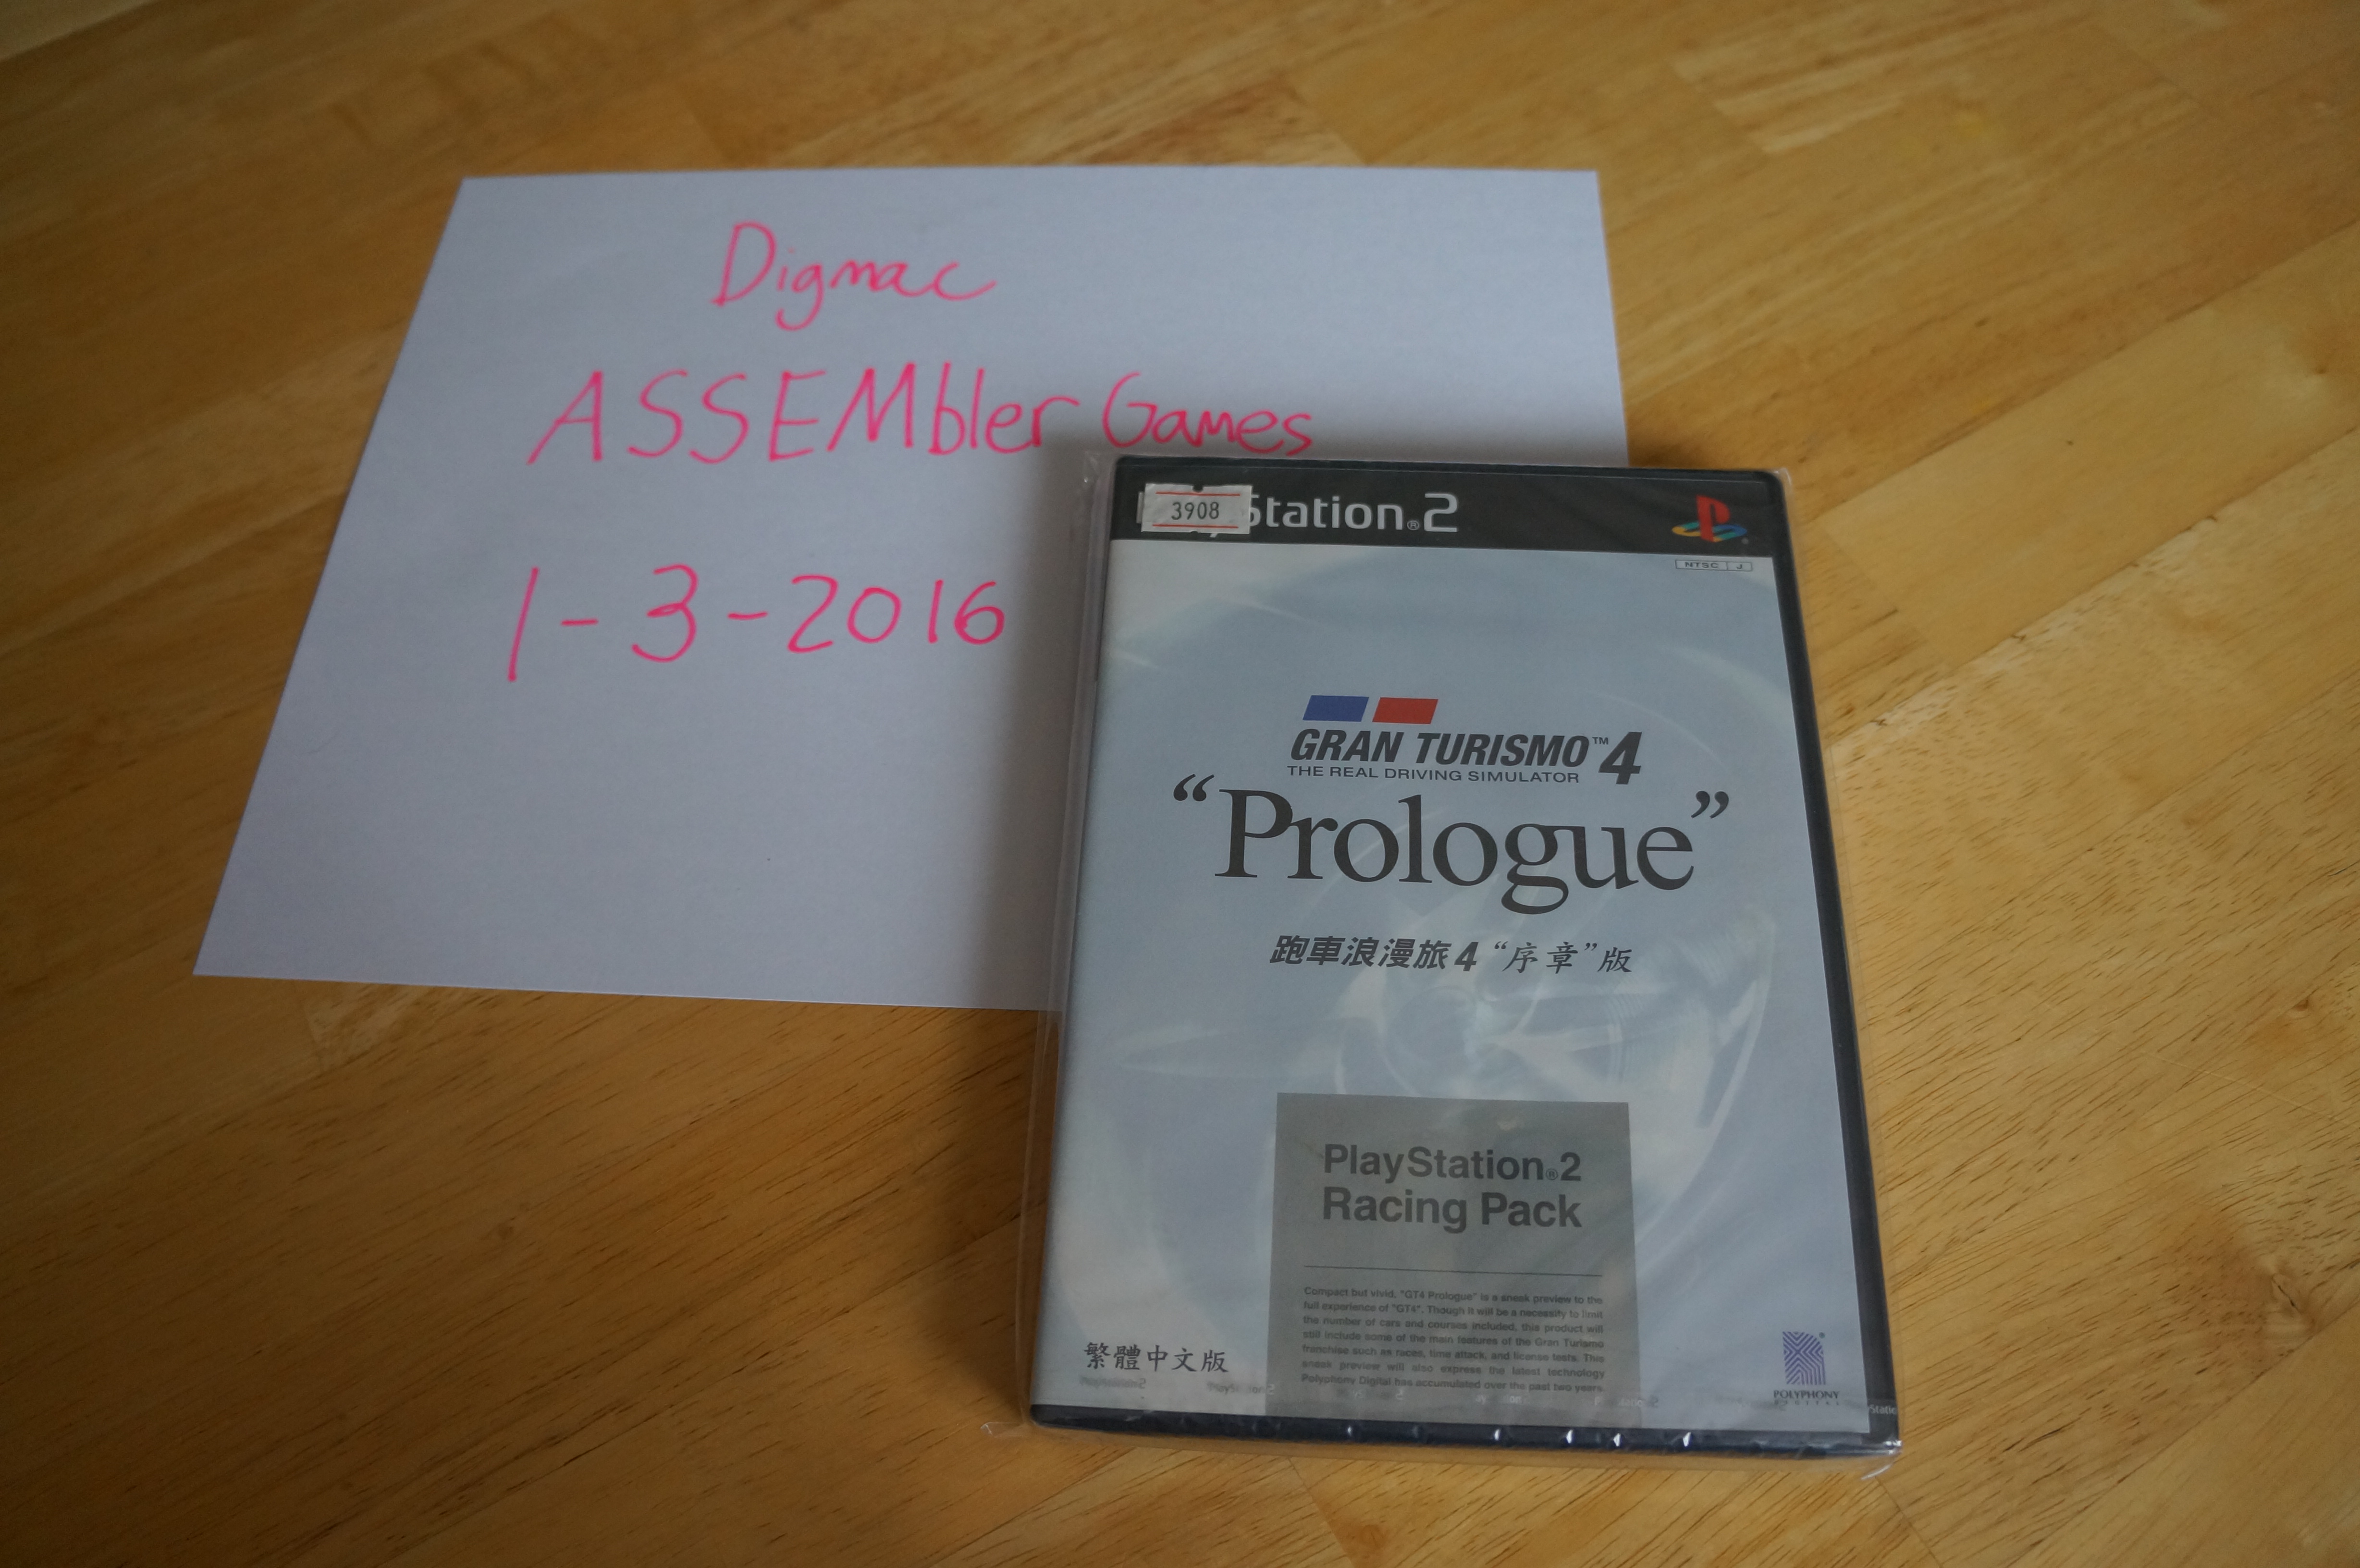 Digmac
ASSEMbler Games
1-3-2016
3908
Station®2
NTSC J
GRAN TURISMO™ 4
THE REAL DRIVING SIMULATOR
“Prologue”
跑車浪漫旅4 “序章”版
PlayStation®2
Racing Pack
Compact but vivid, "GT4 Prologue" is a sneak preview to the
full experience of "GT4". Though it will be a necessity to limit
the number of cars and courses included, this product will
still include some of the main features of the Gran Turismo
franchise such as races, time attack, and license tests. This
sneak preview will also express the latest technology
Polyphony Digital has accumulated over the past two years.
繁體中文版
POLYPHONY
DIGITAL